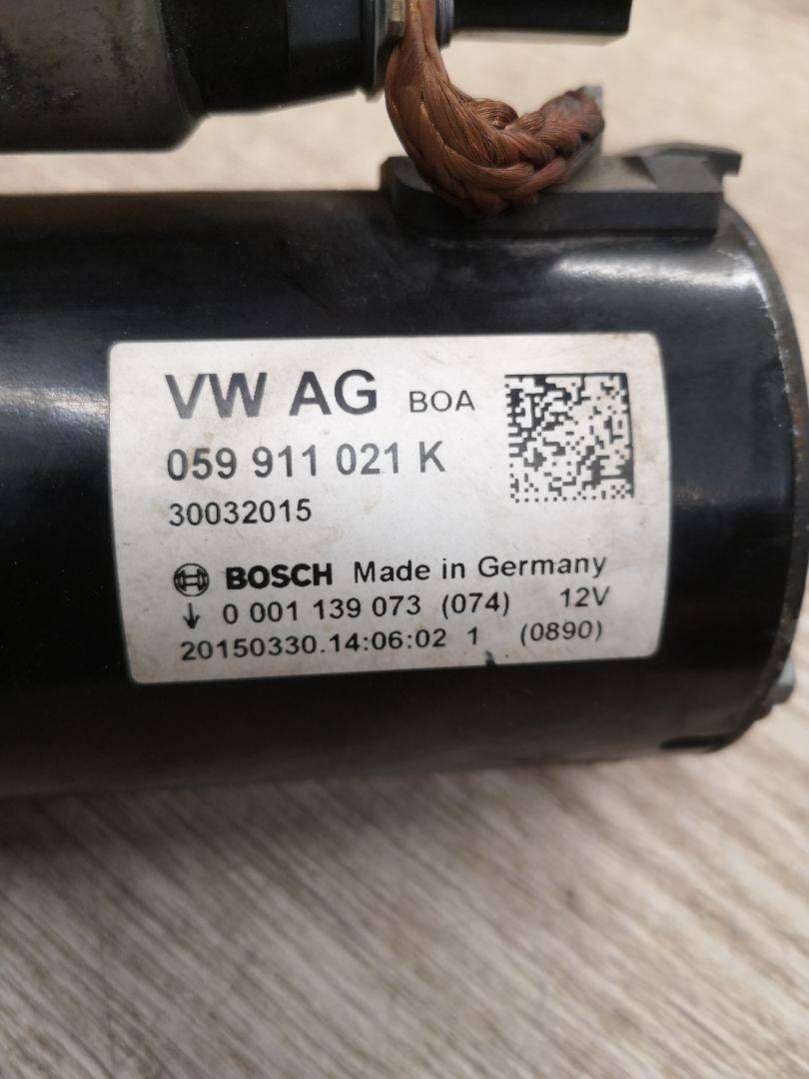 VW AG BOA
059 911 021 K
30032015
BOSCH Made in Germany
↓ 0 001 139 073 (074) 12V
20150330.14:06:02 1 (0890)